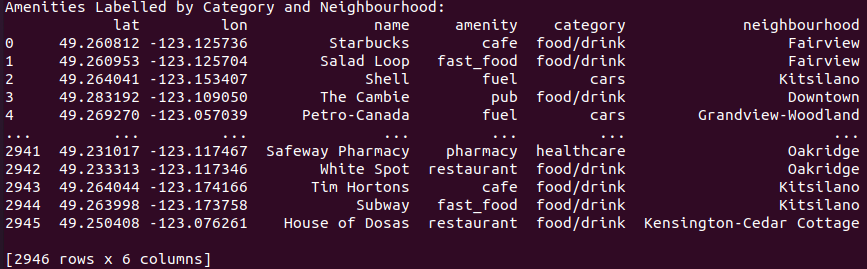 Amenities Labelled by Category and Neighbourhood:
lat lon name amenity category neighbourhood
0 49.260812 -123.125736 Starbucks cafe food/drink Fairview
1 49.260953 -123.125704 Salad Loop fast_food food/drink Fairview
2 49.264041 -123.153407 Shell fuel cars Kitsilano
3 49.283192 -123.109050 The Cambie pub food/drink Downtown
4 49.269270 -123.057039 Petro-Canada fuel cars Grandview-Woodland
... ... ... ... ... ... ...
2941 49.231017 -123.117467 Safeway Pharmacy pharmacy healthcare Oakridge
2942 49.233313 -123.117346 White Spot restaurant food/drink Oakridge
2943 49.264044 -123.174166 Tim Hortons cafe food/drink Kitsilano
2944 49.263998 -123.173758 Subway fast_food food/drink Kitsilano
2945 49.250408 -123.076261 House of Dosas restaurant food/drink Kensington-Cedar Cottage
[2946 rows x 6 columns]